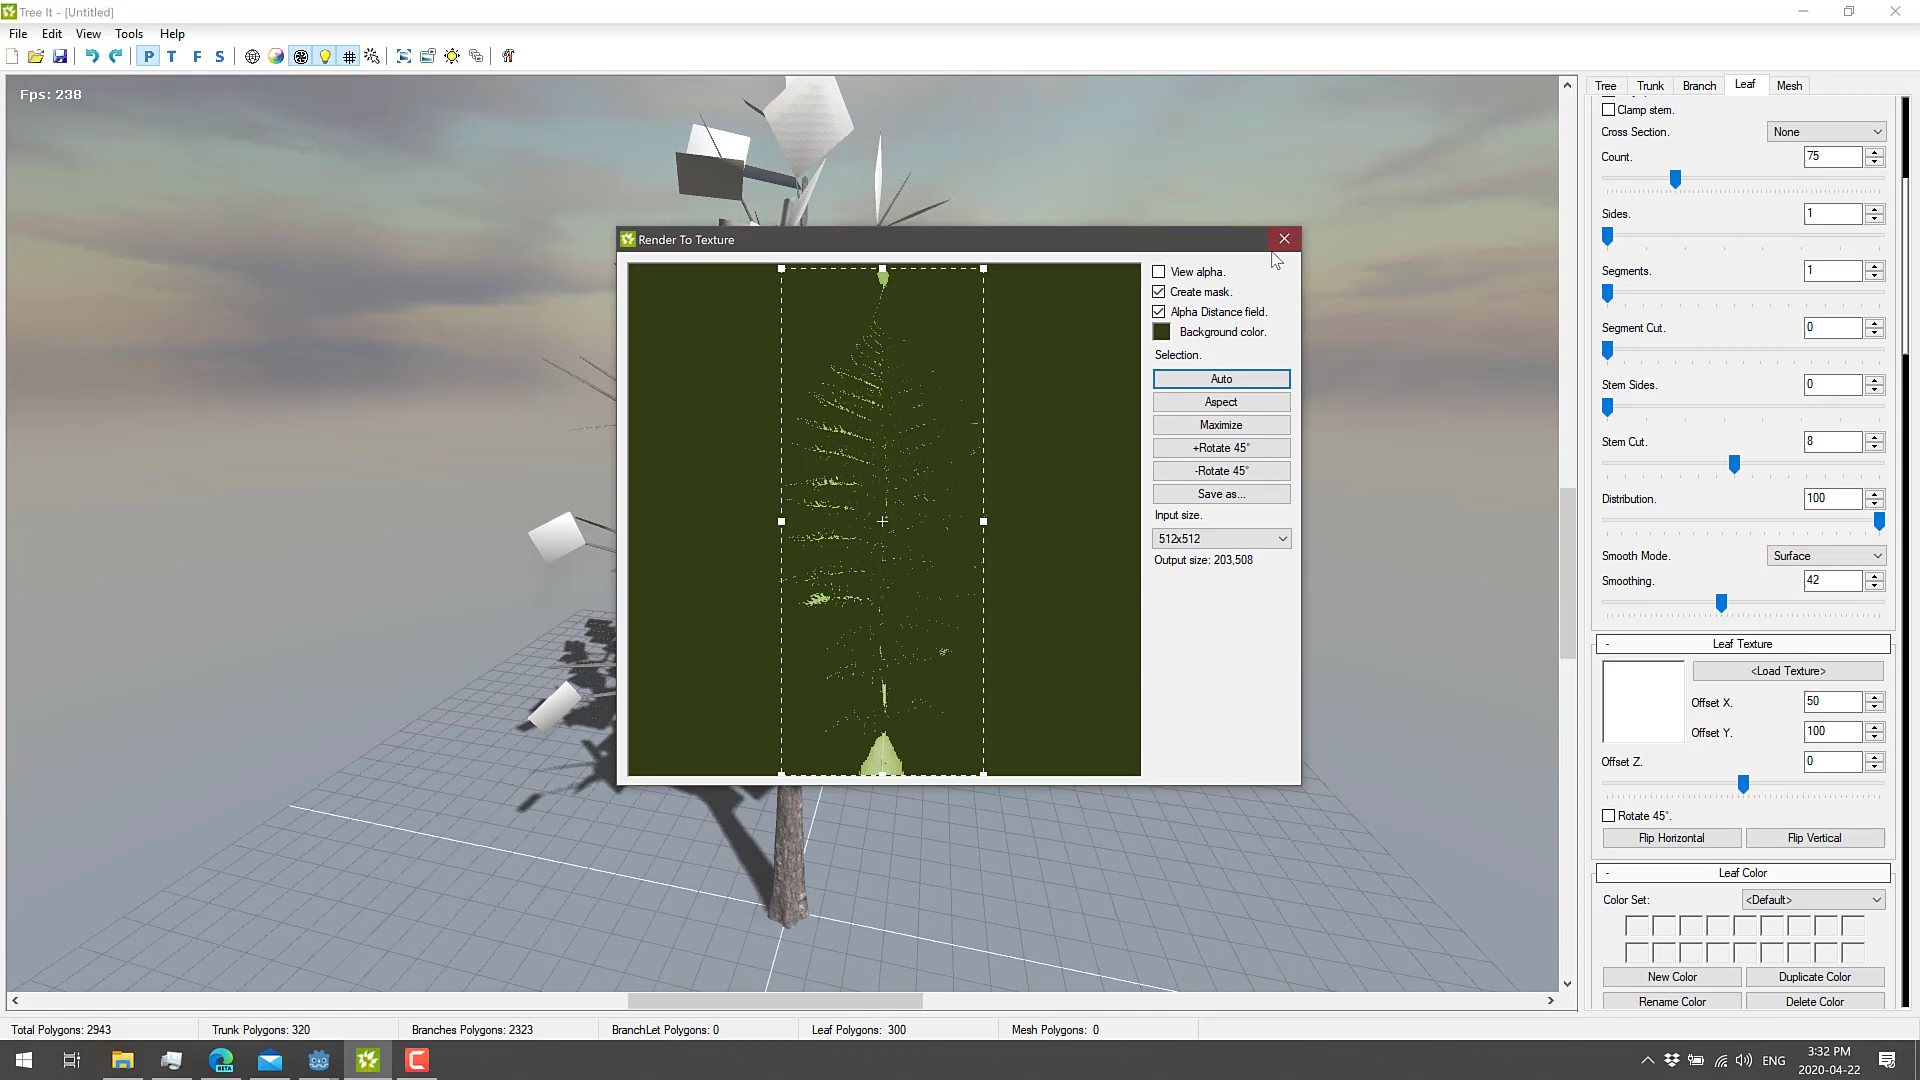 Tree It - [Untitled]
File Edit View Tools Help
P T F S
Fps: 238
Tree Trunk Branch Leaf Mesh
Clamp stem.
Cross Section. None
Count. 75
Sides. 1
Segments. 1
Segment Cut. 0
Stem Sides. 0
Stem Cut. 8
Distribution. 100
Smooth Mode. Surface
Smoothing. 42
- Leaf Texture
<Load Texture>
Offset X. 50
Offset Y. 100
Offset Z. 0
Rotate 45°.
Flip Horizontal Flip Vertical
- Leaf Color
Color Set: <Default>
New Color Duplicate Color
Rename Color Delete Color
Render To Texture
View alpha.
Create mask.
Alpha Distance field.
Background color.
Selection.
Auto
Aspect
Maximize
+Rotate 45°
-Rotate 45°
Save as...
Input size.
512x512
Output size: 203,508
Total Polygons: 2943 Trunk Polygons: 320 Branches Polygons: 2323 BranchLet Polygons: 0 Leaf Polygons: 300 Mesh Polygons: 0
BETA
C
ENG
3:32 PM
2020-04-22